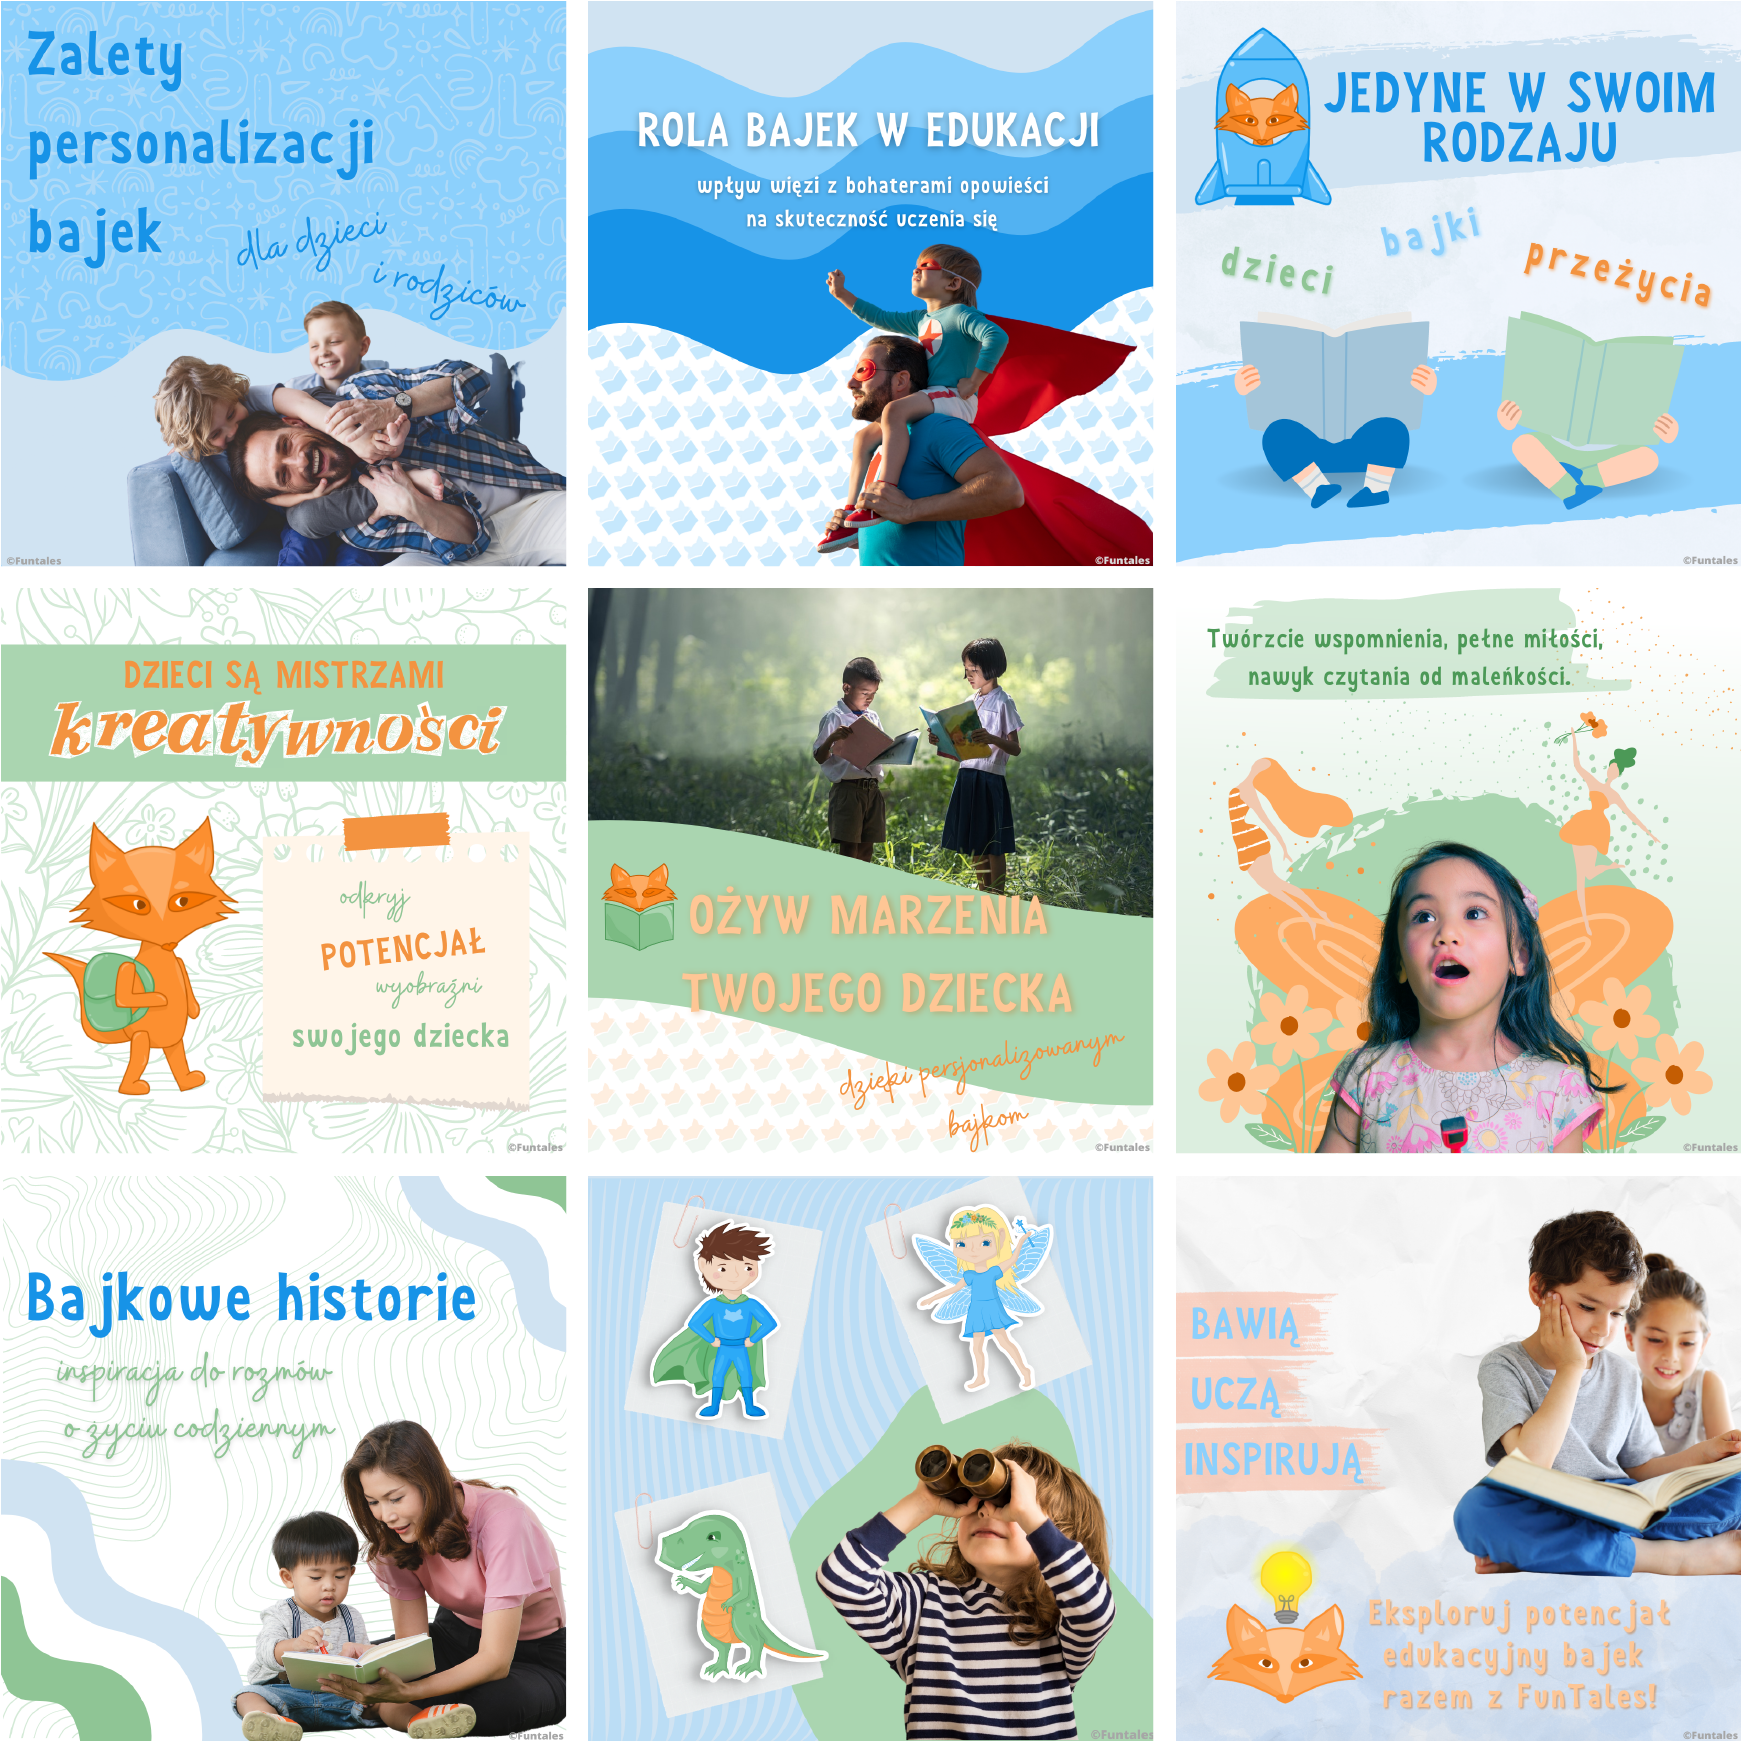 Zalety
personalizacji
bajek
dla dzieci
i rodziców
©Funtales
ROLA BAJEK W EDUKACJI
wpływ więzi z bohaterami opowieści
na skuteczność uczenia się
©Funtales
JEDYNE W SWOIM
RODZAJU
dzieci
bajki
przeżycia
©Funtales
DZIECI SĄ MISTRZAMI
kreatywności
odkryj
POTENCJAŁ
wyobraźni
swojego dziecka
©Funtales
OŻYW MARZENIA
TWOJEGO DZIECKA
dzięki persjonalizowanym
bajkom
©Funtales
Twórzcie wspomnienia, pełne miłości,
nawyk czytania od maleńkości.
©Funtales
Bajkowe historie
inspiracja do rozmów
o życiu codziennym
©Funtales
©Funtales
BAWIĄ
UCZĄ
INSPIRUJĄ
Eksploruj potencjał
edukacyjny bajek
razem z FunTales!
©Funtales